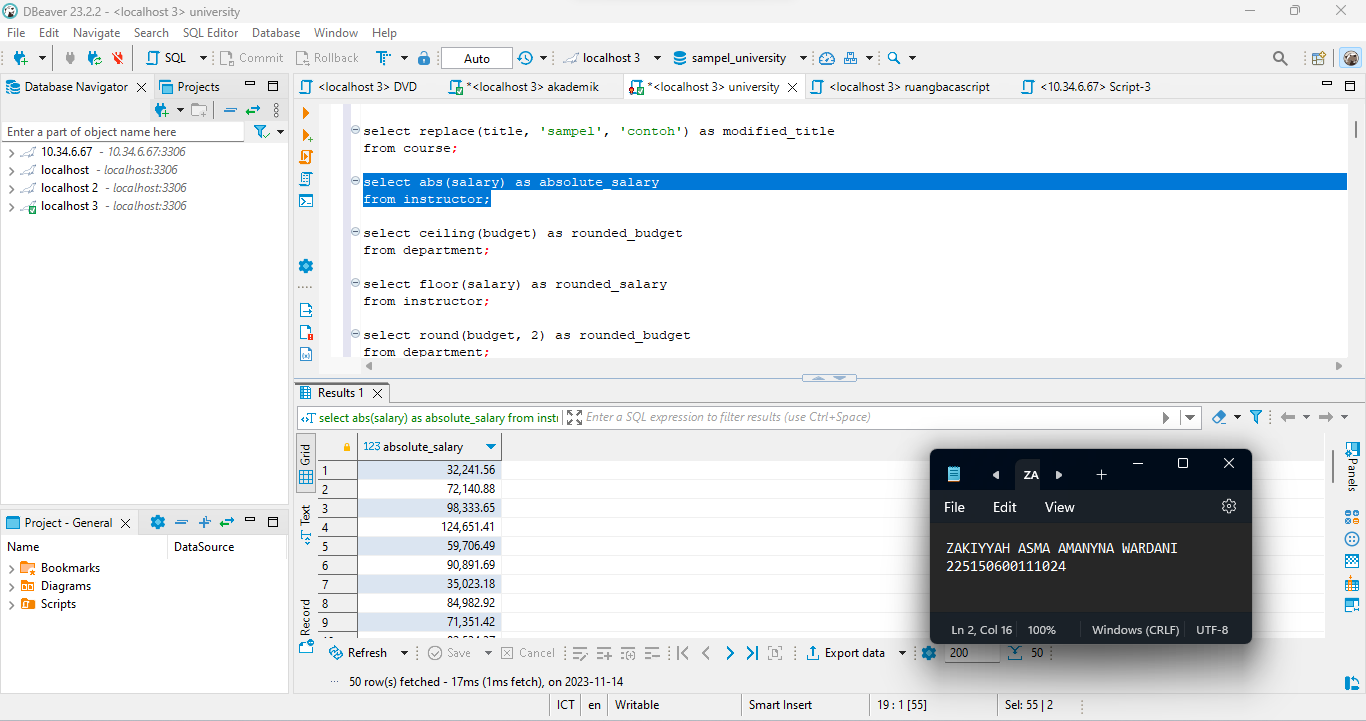 DBeaver 23.2.2 - <localhost 3> university
File Edit Navigate Search SQL Editor Database Window Help
SQL Commit Rollback Auto localhost 3 sampel_university
Database Navigator Projects
<localhost 3> DVD *<localhost 3> akademik *<localhost 3> university <localhost 3> ruangbacascript <10.34.6.67> Script-3
Enter a part of object name here
10.34.6.67 - 10.34.6.67:3306
localhost - localhost:3306
localhost 2 - localhost:3306
localhost 3 - localhost:3306
select replace(title, 'sampel', 'contoh') as modified_title
from course;
select abs(salary) as absolute_salary
from instructor;
select ceiling(budget) as rounded_budget
from department;
select floor(salary) as rounded_salary
from instructor;
select round(budget, 2) as rounded_budget
from department;
Project - General
Name DataSource
Bookmarks
Diagrams
Scripts
Results 1
select abs(salary) as absolute_salary from inst
Enter a SQL expression to filter results (use Ctrl+Space)
Grid
Text
Record
Panels
123 absolute_salary
1 32,241.56
2 72,140.88
3 98,333.65
4 124,651.41
5 59,706.49
6 90,891.69
7 35,023.18
8 84,982.92
9 71,351.42
Refresh Save Cancel Export data 200 50
50 row(s) fetched - 17ms (1ms fetch), on 2023-11-14
ICT en Writable Smart Insert 19 : 1 [55] Sel: 55 | 2
ZA
File Edit View
ZAKIYYAH ASMA AMANYNA WARDANI
225150600111024
Ln 2, Col 16 100% Windows (CRLF) UTF-8